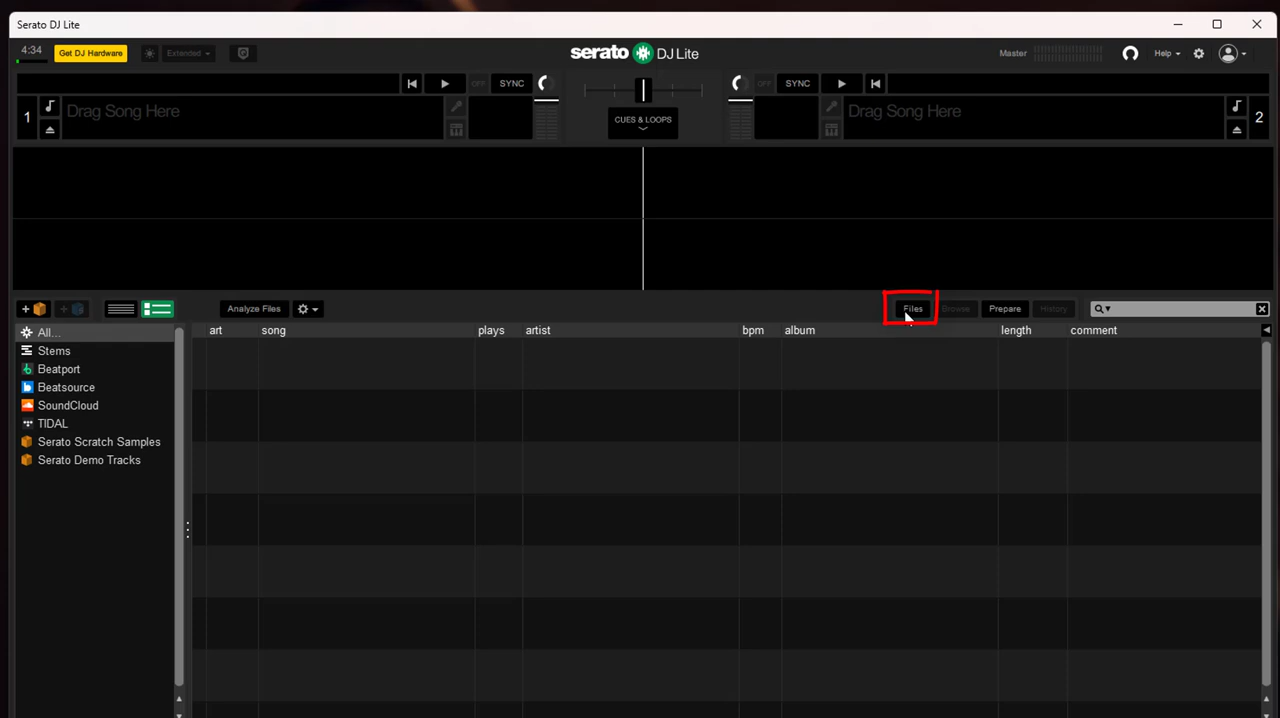 Serato DJ Lite
4:34 Get DJ Hardware Extended serato DJ Lite Master Help
SYNC OFF OFF SYNC
1 Drag Song Here CUES & LOOPS Drag Song Here 2
Analyze Files Files Browse Prepare History
All... art song plays artist bpm album length comment
Stems
Beatport
Beatsource
SoundCloud
TIDAL
Serato Scratch Samples
Serato Demo Tracks